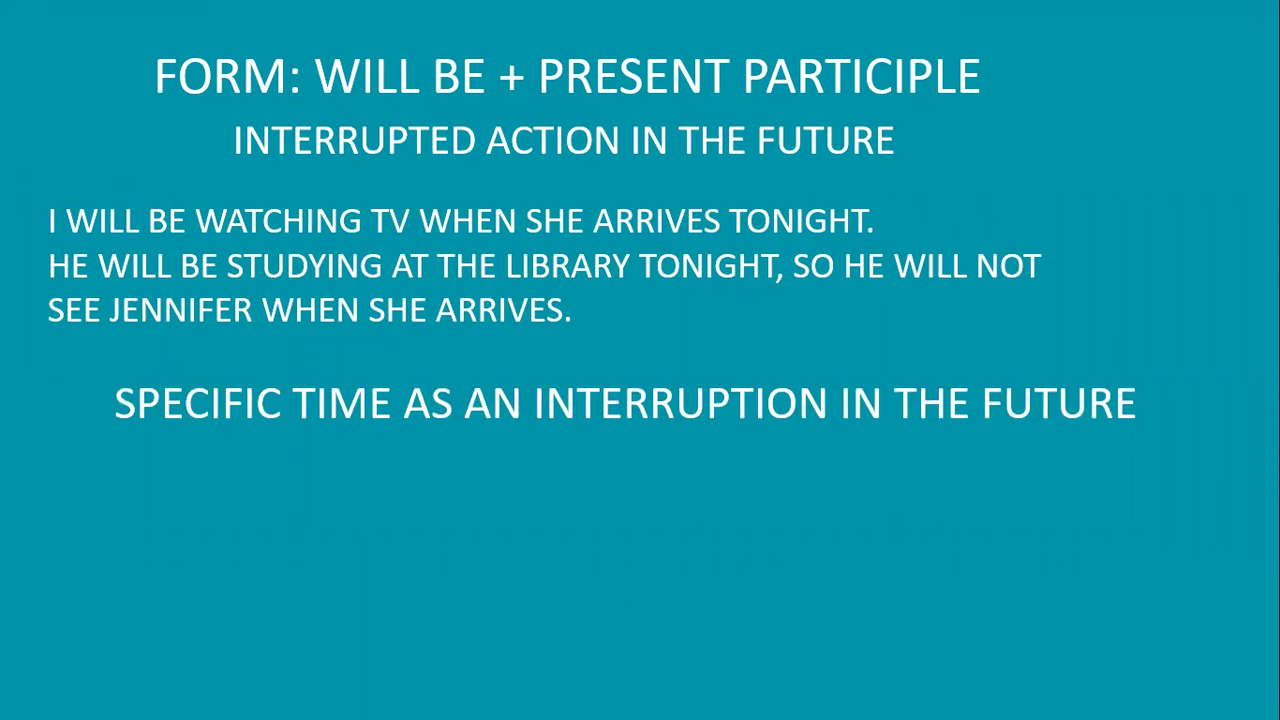 FORM: WILL BE + PRESENT PARTICIPLE
INTERRUPTED ACTION IN THE FUTURE
I WILL BE WATCHING TV WHEN SHE ARRIVES TONIGHT.
HE WILL BE STUDYING AT THE LIBRARY TONIGHT, SO HE WILL NOT
SEE JENNIFER WHEN SHE ARRIVES.
SPECIFIC TIME AS AN INTERRUPTION IN THE FUTURE